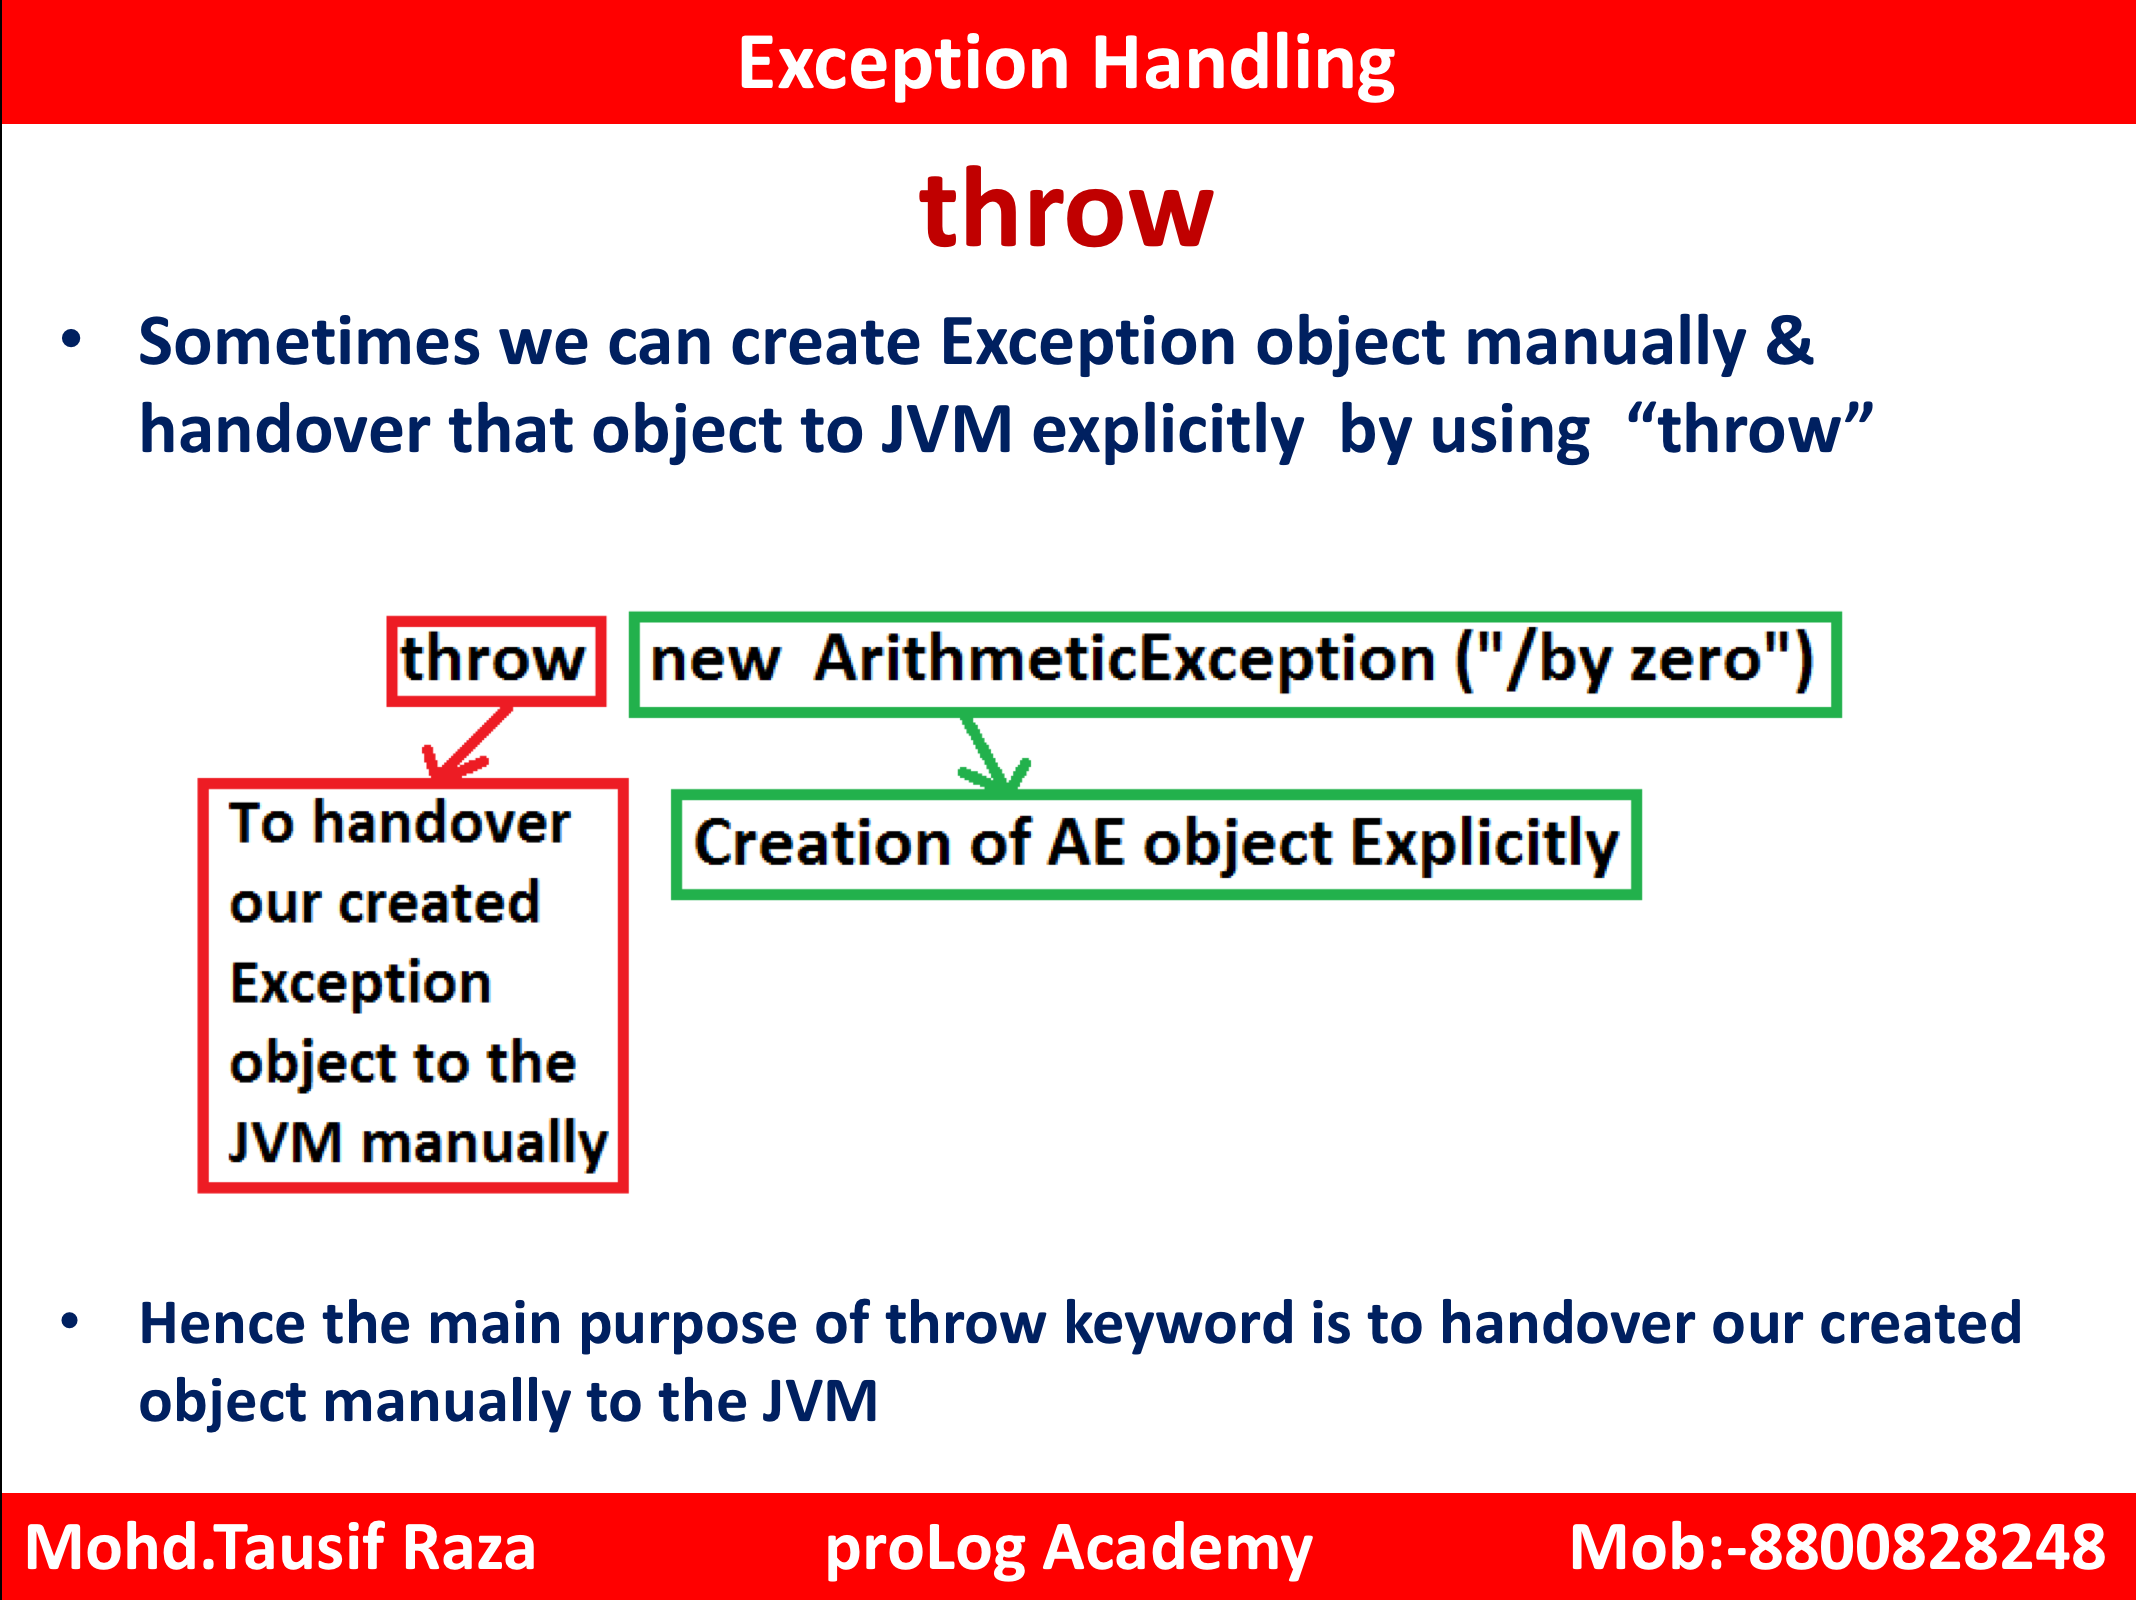 Exception Handling
throw
• Sometimes we can create Exception object manually &
handover that object to JVM explicitly  by using  “throw”
throw new  ArithmeticException ("/by zero")
To handover
our created
Exception
object to the
JVM manually
Creation of AE object Explicitly
• Hence the main purpose of throw keyword is to handover our created
object manually to the JVM
Mohd.Tausif Raza proLog Academy Mob:-8800828248